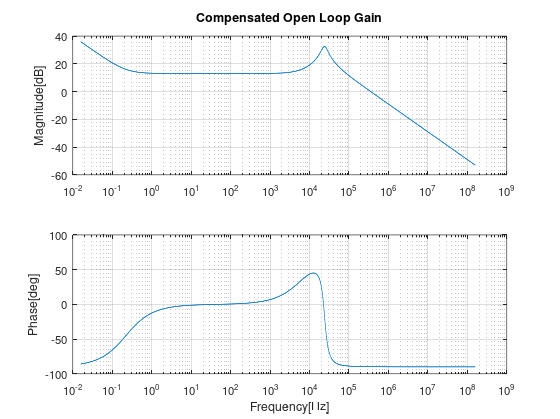 Compensated Open Loop Gain
Magnitude[dB]
40
20
0
-20
-40
-60
10-2 10-1 100 101 102 103 104 105 106 107 108 109
Phase[deg]
100
50
0
-50
-100
10-2 10-1 100 101 102 103 104 105 106 107 108 109
Frequency[Hz]